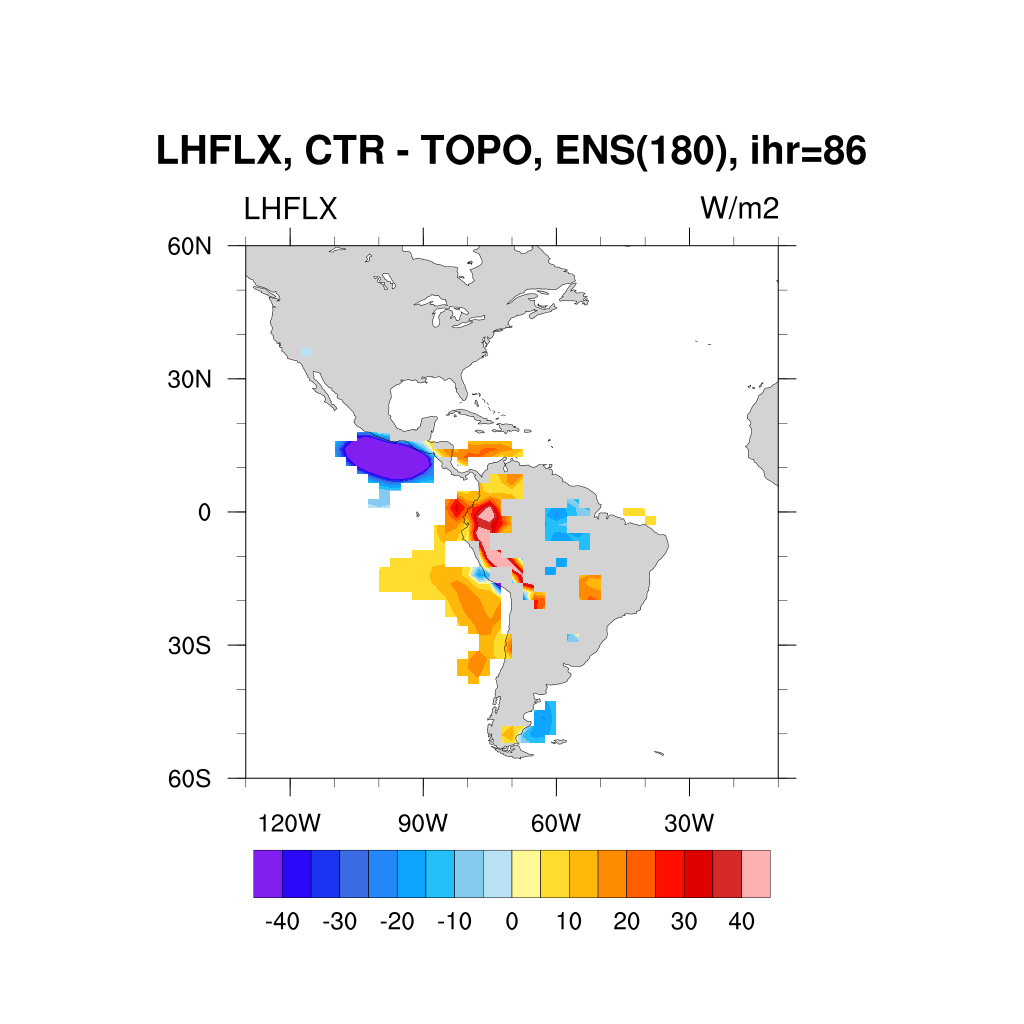 LHFLX, CTR - TOPO, ENS(180), ihr=86
LHFLX W/m2
60N
30N
0
30S
60S
120W 90W 60W 30W
-40 -30 -20 -10 0 10 20 30 40